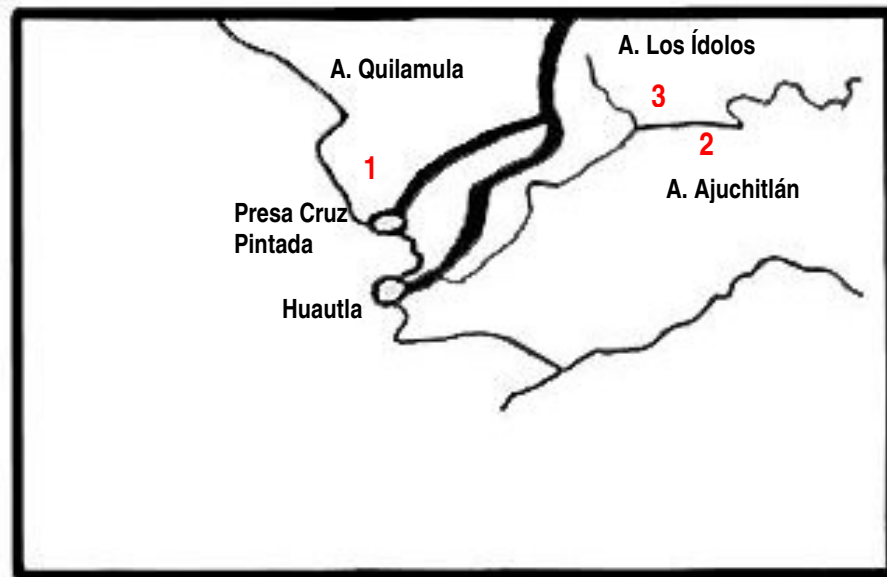 A. Los Ídolos
A. Quilamula
3
2
1
A. Ajuchitlán
Presa Cruz
Pintada
Huautla